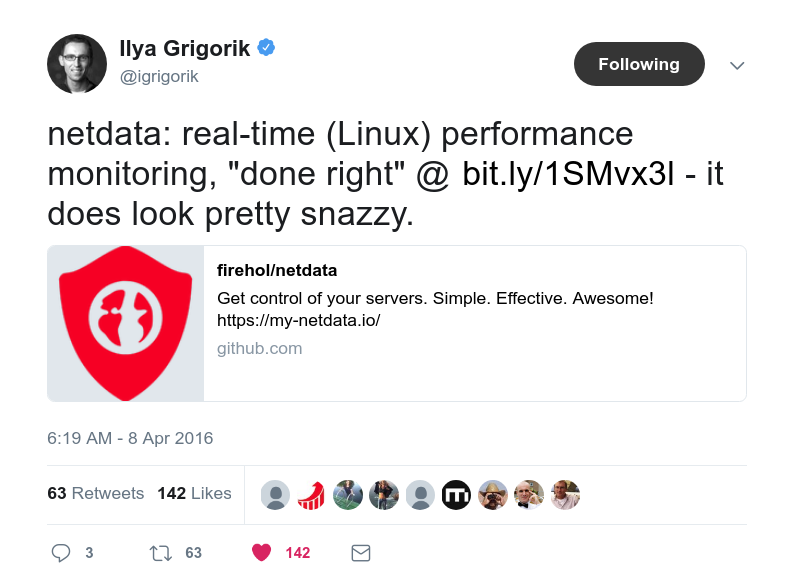 Ilya Grigorik
@igrigorik
Following
netdata: real-time (Linux) performance
monitoring, "done right" @ bit.ly/1SMvx3l - it
does look pretty snazzy.
firehol/netdata
Get control of your servers. Simple. Effective. Awesome!
https://my-netdata.io/
github.com
6:19 AM - 8 Apr 2016
63 Retweets 142 Likes
3 63 142